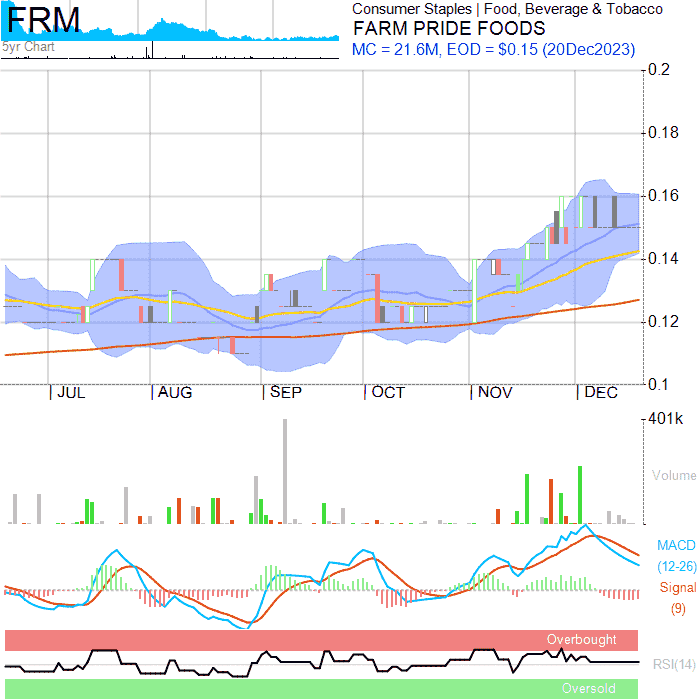 FRM
5yr Chart
Consumer Staples | Food, Beverage & Tobacco
FARM PRIDE FOODS
MC = 21.6M, EOD = $0.15 (20Dec2023)
0.2
0.18
0.16
0.14
0.12
0.1
JUL AUG SEP OCT NOV DEC
401k
Volume
MACD
(12-26)
Signal
(9)
Overbought
RSI(14)
Oversold